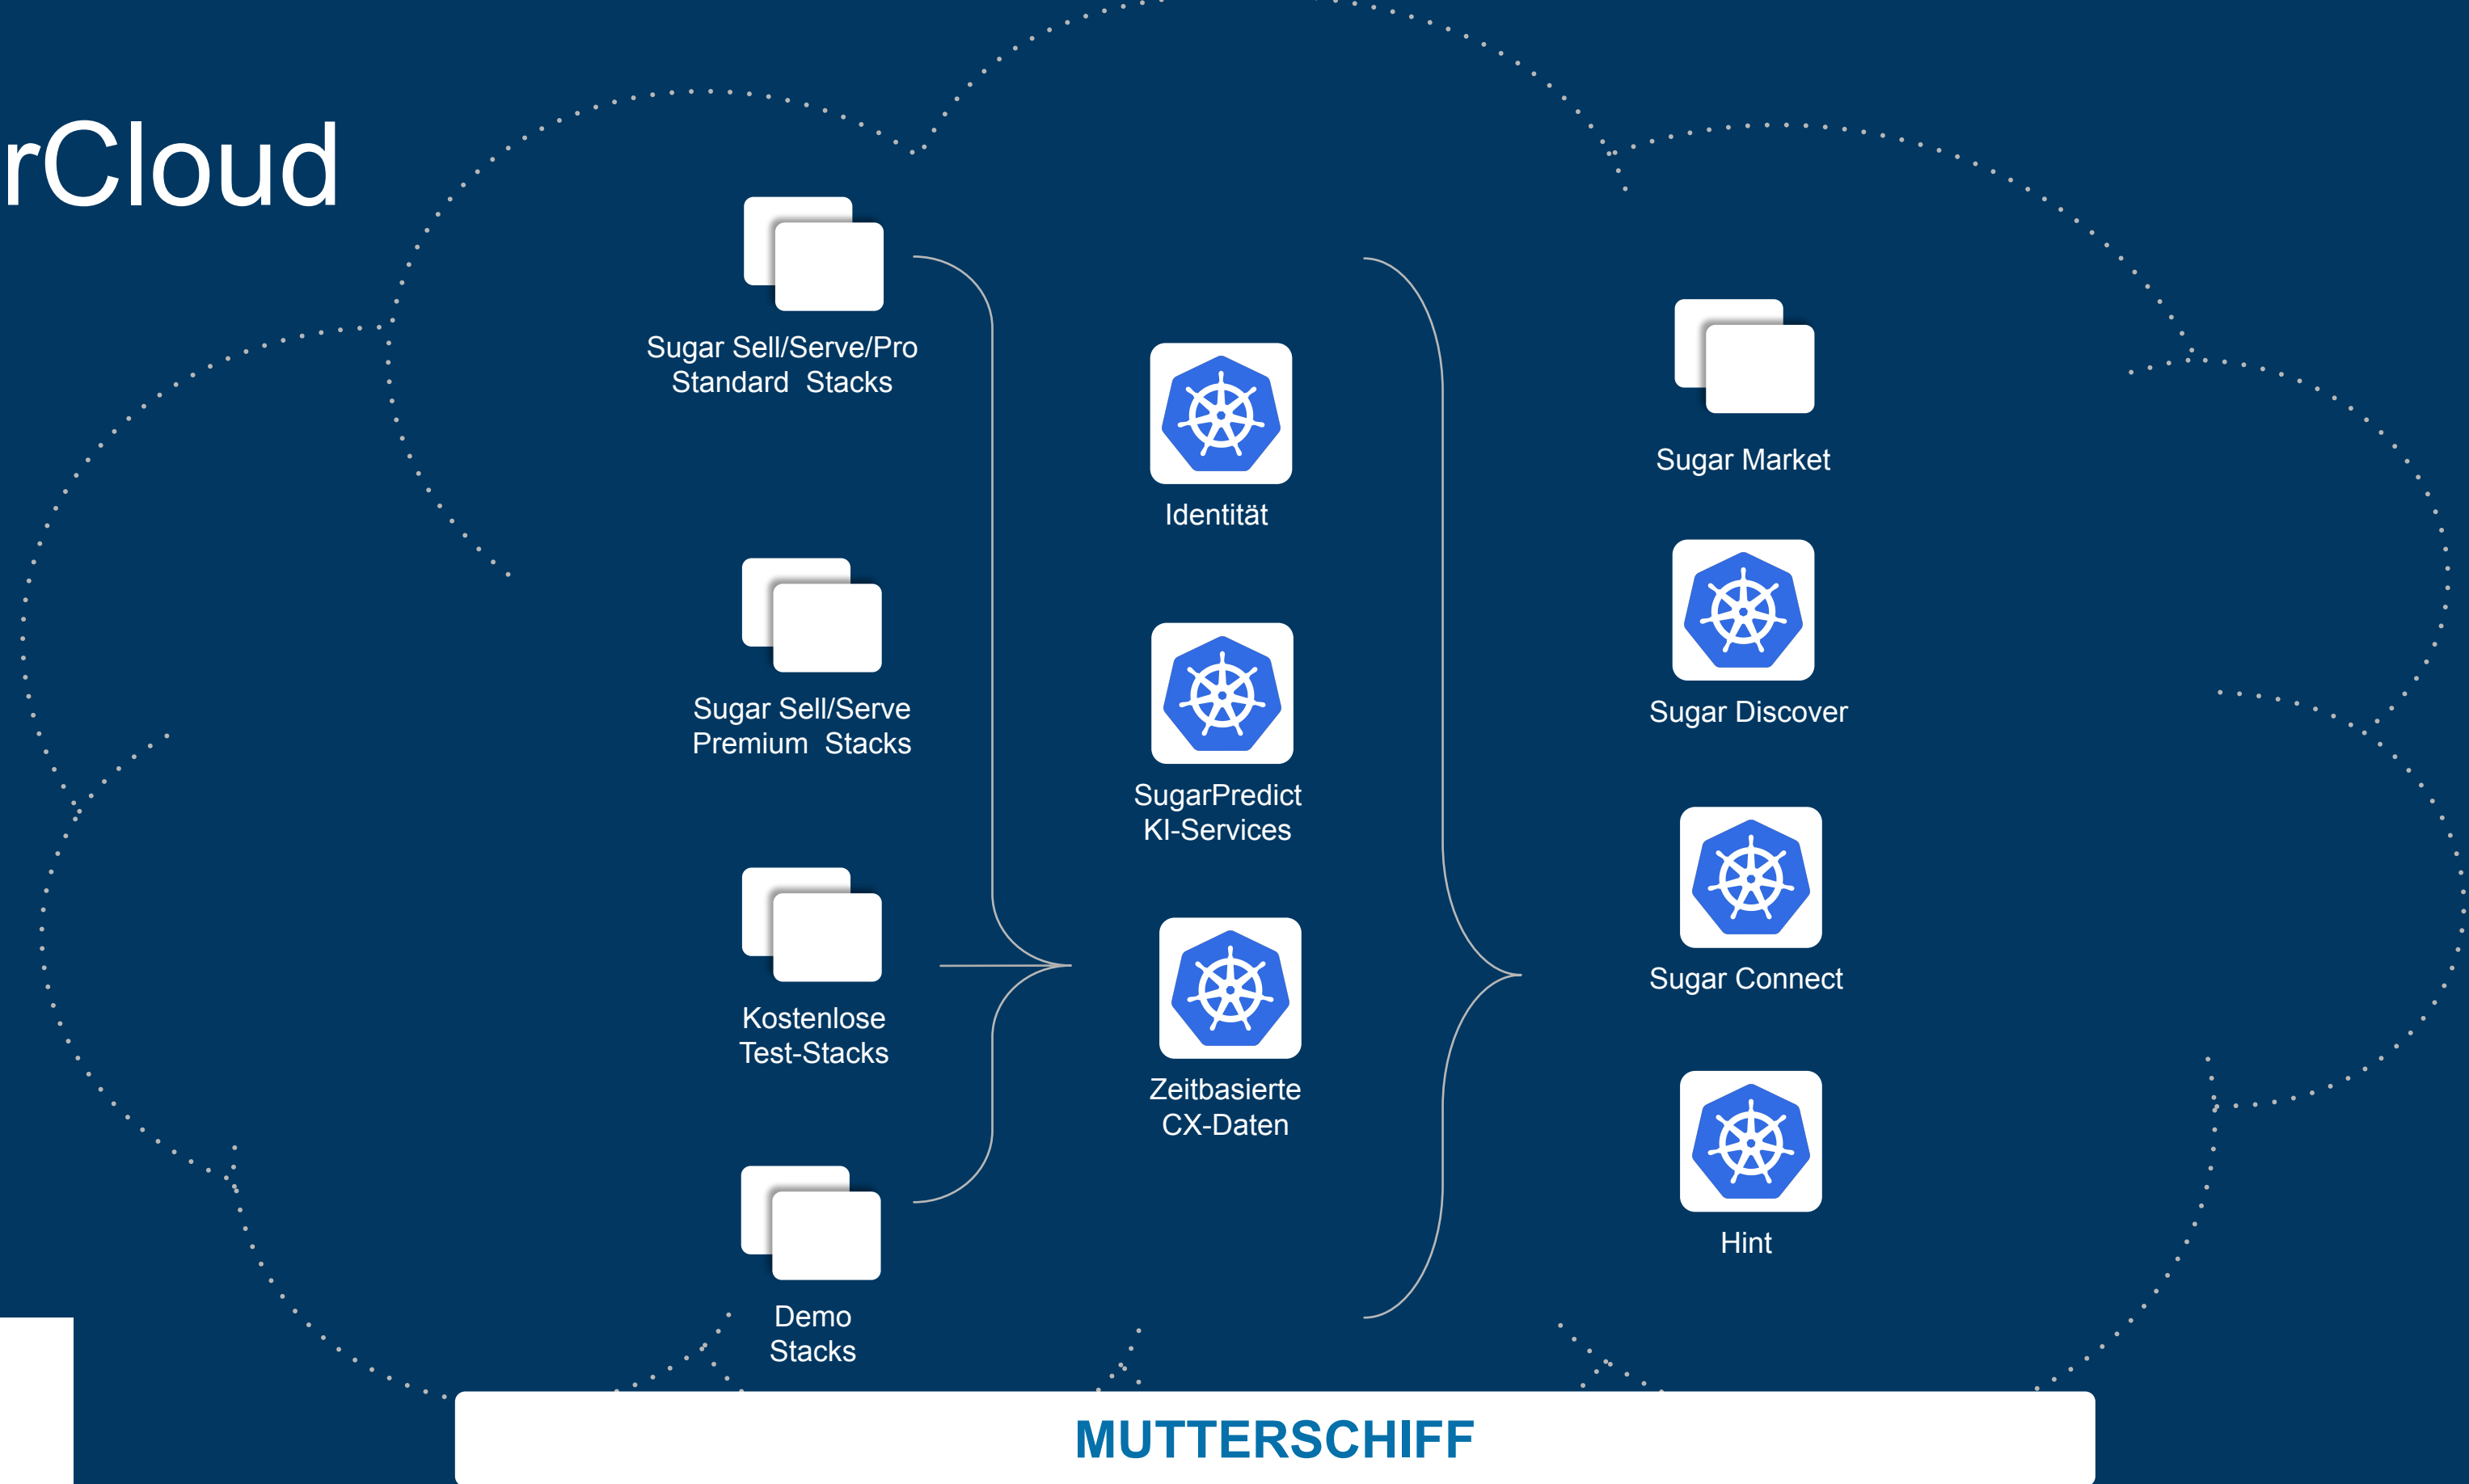 rCloud
Sugar Sell/Serve/Pro
Standard Stacks
Sugar Sell/Serve
Premium Stacks
Kostenlose
Test-Stacks
Demo
Stacks
Identität
SugarPredict
KI-Services
Zeitbasierte
CX-Daten
Sugar Market
Sugar Discover
Sugar Connect
Hint
MUTTERSCHIFF